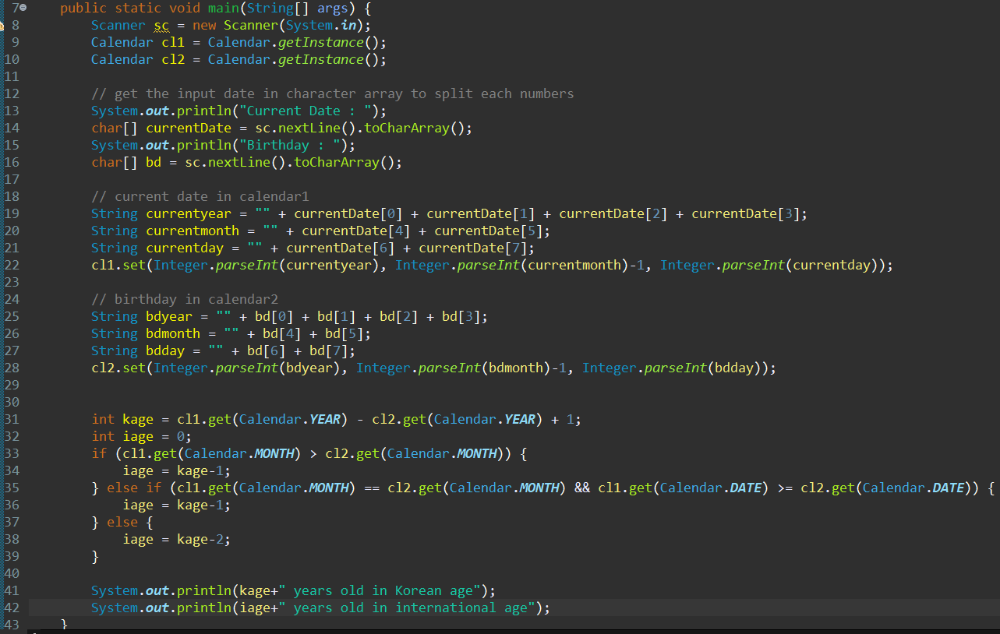 7 public static void main(String[] args) {
8 Scanner sc = new Scanner(System.in);
9 Calendar cl1 = Calendar.getInstance();
10 Calendar cl2 = Calendar.getInstance();
11
12 // get the input date in character array to split each numbers
13 System.out.println("Current Date : ");
14 char[] currentDate = sc.nextLine().toCharArray();
15 System.out.println("Birthday : ");
16 char[] bd = sc.nextLine().toCharArray();
17
18 // current date in calendar1
19 String currentyear = "" + currentDate[0] + currentDate[1] + currentDate[2] + currentDate[3];
20 String currentmonth = "" + currentDate[4] + currentDate[5];
21 String currentday = "" + currentDate[6] + currentDate[7];
22 cl1.set(Integer.parseInt(currentyear), Integer.parseInt(currentmonth)-1, Integer.parseInt(currentday));
23
24 // birthday in calendar2
25 String bdyear = "" + bd[0] + bd[1] + bd[2] + bd[3];
26 String bdmonth = "" + bd[4] + bd[5];
27 String bdday = "" + bd[6] + bd[7];
28 cl2.set(Integer.parseInt(bdyear), Integer.parseInt(bdmonth)-1, Integer.parseInt(bdday));
29
30
31 int kage = cl1.get(Calendar.YEAR) - cl2.get(Calendar.YEAR) + 1;
32 int iage = 0;
33 if (cl1.get(Calendar.MONTH) > cl2.get(Calendar.MONTH)) {
34 iage = kage-1;
35 } else if (cl1.get(Calendar.MONTH) == cl2.get(Calendar.MONTH) && cl1.get(Calendar.DATE) >= cl2.get(Calendar.DATE)) {
36 iage = kage-1;
37 } else {
38 iage = kage-2;
39 }
40
41 System.out.println(kage+" years old in Korean age");
42 System.out.println(iage+" years old in international age");
43 }